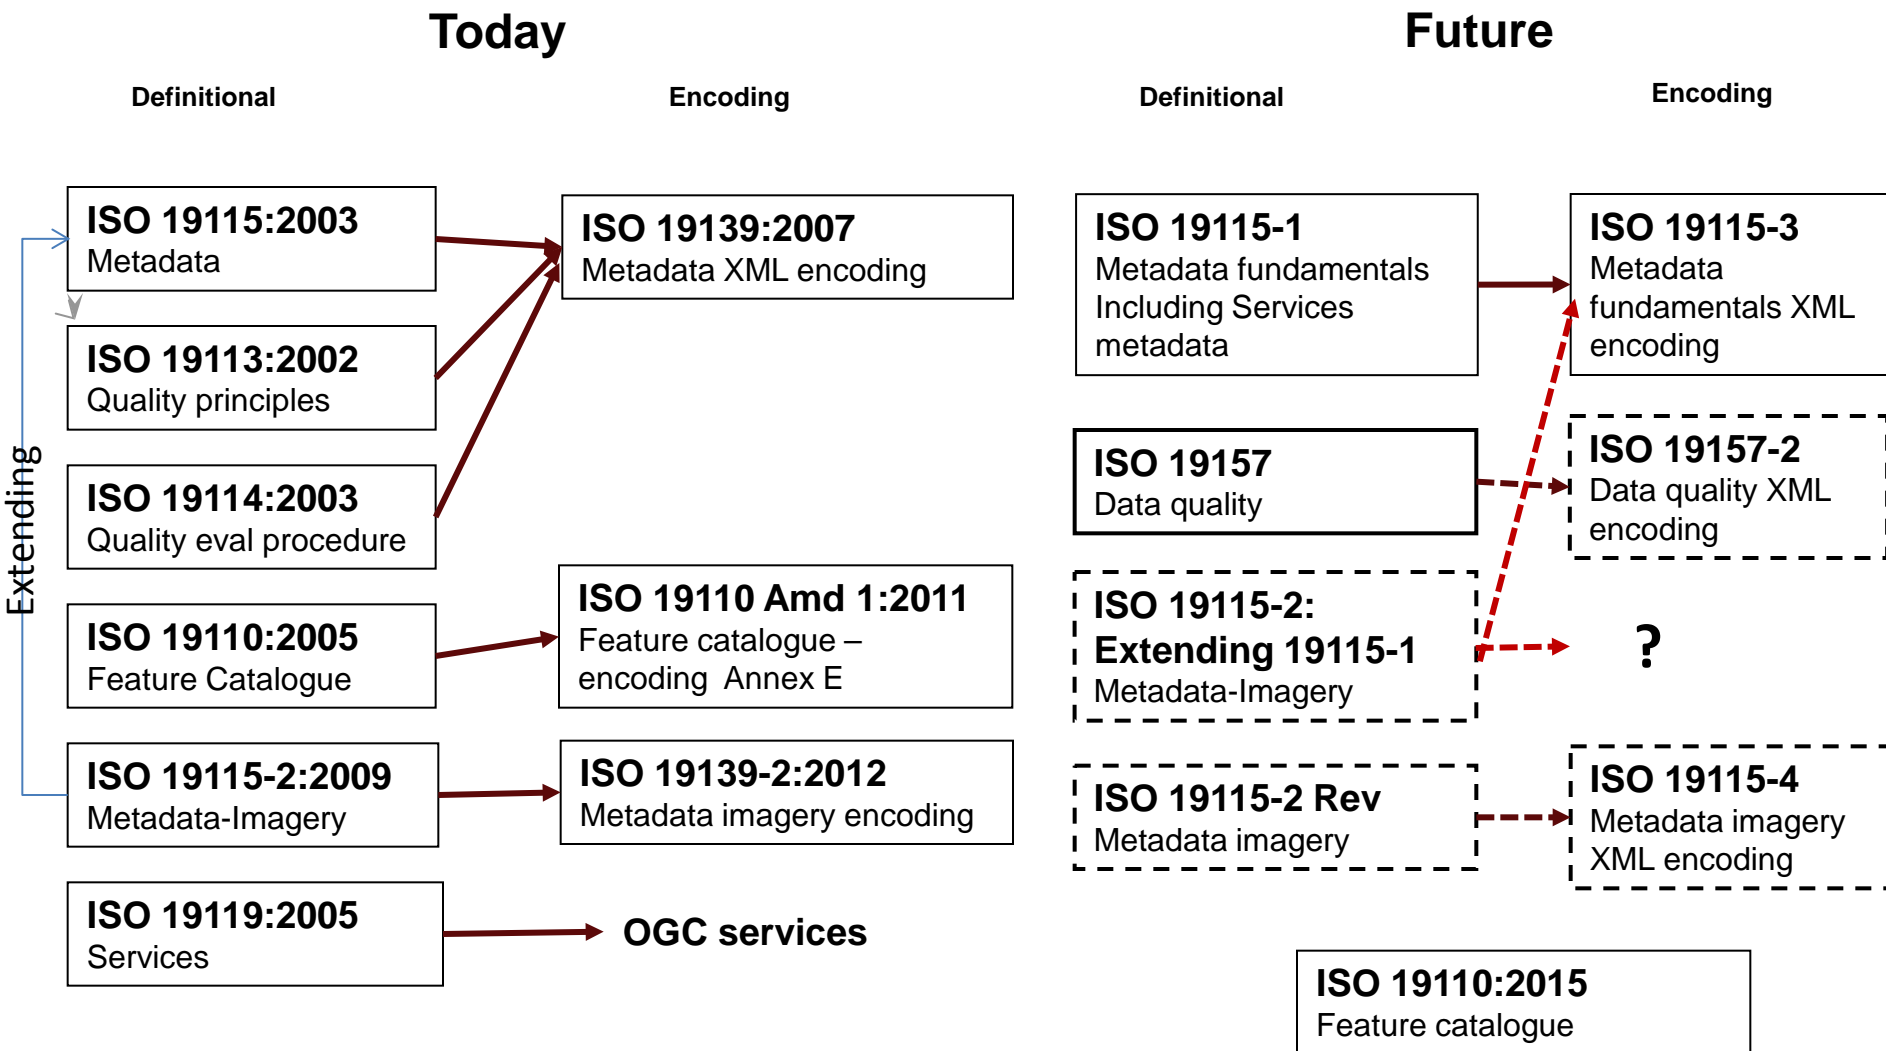 Today
Definitional
Encoding
ISO 19115:2003
Metadata
ISO 19113:2002
Quality principles
ISO 19114:2003
Quality eval procedure
ISO 19110:2005
Feature Catalogue
ISO 19115-2:2009
Metadata-Imagery
ISO 19119:2005
Services
Extending
ISO 19139:2007
Metadata XML encoding
ISO 19110 Amd 1:2011
Feature catalogue –
encoding Annex E
ISO 19139-2:2012
Metadata imagery encoding
OGC services
Future
Definitional
Encoding
ISO 19115-1
Metadata fundamentals
Including Services
metadata
ISO 19157
Data quality
ISO 19115-2:
Extending 19115-1
Metadata-Imagery
ISO 19115-2 Rev
Metadata imagery
ISO 19115-3
Metadata
fundamentals XML
encoding
ISO 19157-2
Data quality XML
encoding
?
ISO 19115-4
Metadata imagery
XML encoding
ISO 19110:2015
Feature catalogue